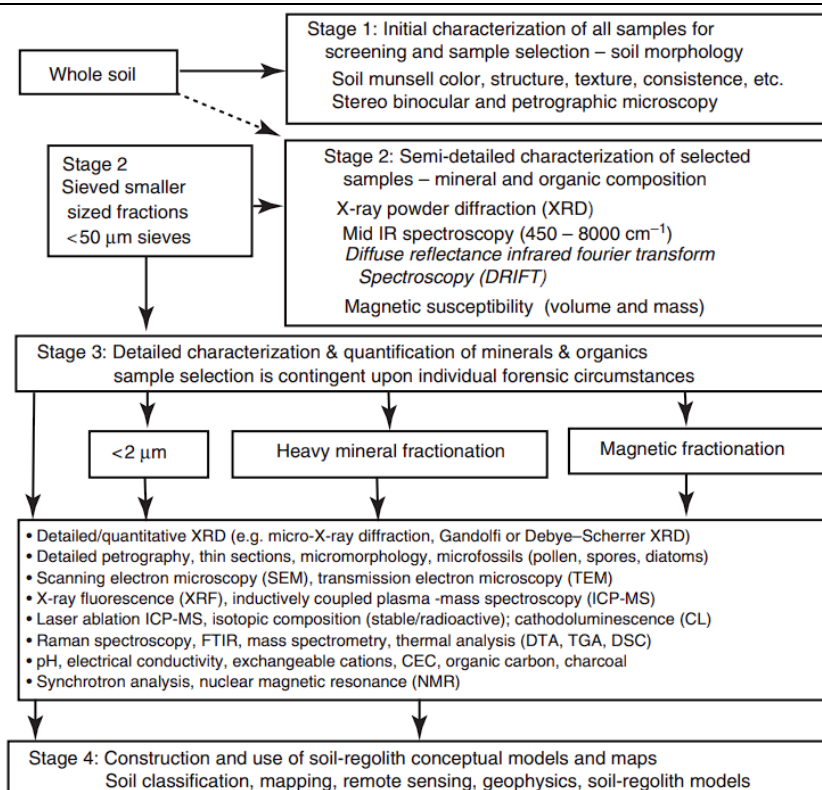 Stage 1: Initial characterization of all samples for
screening and sample selection – soil morphology
Soil munsell color, structure, texture, consistence, etc.
Stereo binocular and petrographic microscopy
Whole soil
Stage 2
Sieved smaller
sized fractions
<50 μm sieves
Stage 2: Semi-detailed characterization of selected
samples – mineral and organic composition
X-ray powder diffraction (XRD)
Mid IR spectroscopy (450 – 8000 cm⁻¹)
Diffuse reflectance infrared fourier transform
Spectroscopy (DRIFT)
Magnetic susceptibility (volume and mass)
Stage 3: Detailed characterization & quantification of minerals & organics
sample selection is contingent upon individual forensic circumstances
<2 μm
Heavy mineral fractionation
Magnetic fractionation
• Detailed/quantitative XRD (e.g. micro-X-ray diffraction, Gandolfi or Debye–Scherrer XRD)
• Detailed petrography, thin sections, micromorphology, microfossils (pollen, spores, diatoms)
• Scanning electron microscopy (SEM), transmission electron microscopy (TEM)
• X-ray fluorescence (XRF), inductively coupled plasma -mass spectroscopy (ICP-MS)
• Laser ablation ICP-MS, isotopic composition (stable/radioactive); cathodoluminescence (CL)
• Raman spectroscopy, FTIR, mass spectrometry, thermal analysis (DTA, TGA, DSC)
• pH, electrical conductivity, exchangeable cations, CEC, organic carbon, charcoal
• Synchrotron analysis, nuclear magnetic resonance (NMR)
Stage 4: Construction and use of soil-regolith conceptual models and maps
Soil classification, mapping, remote sensing, geophysics, soil-regolith models